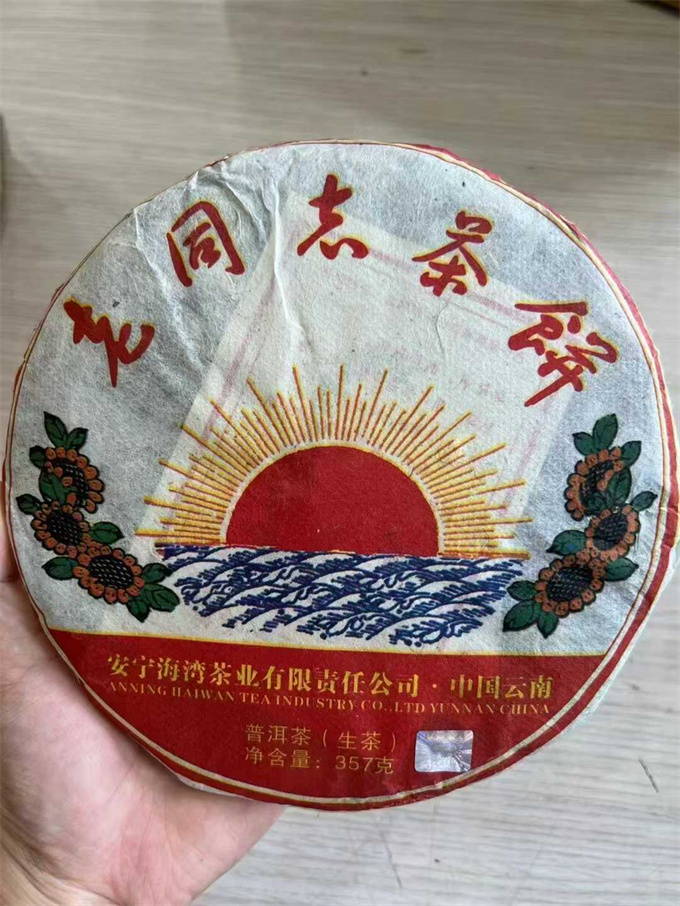 老同志茶餅
安宁海湾茶业有限责任公司·中国云南
ANNING HAIWAN TEA INDUSTRY CO.,LTD YUNNAN CHINA
普洱茶（生茶）
净含量：357克